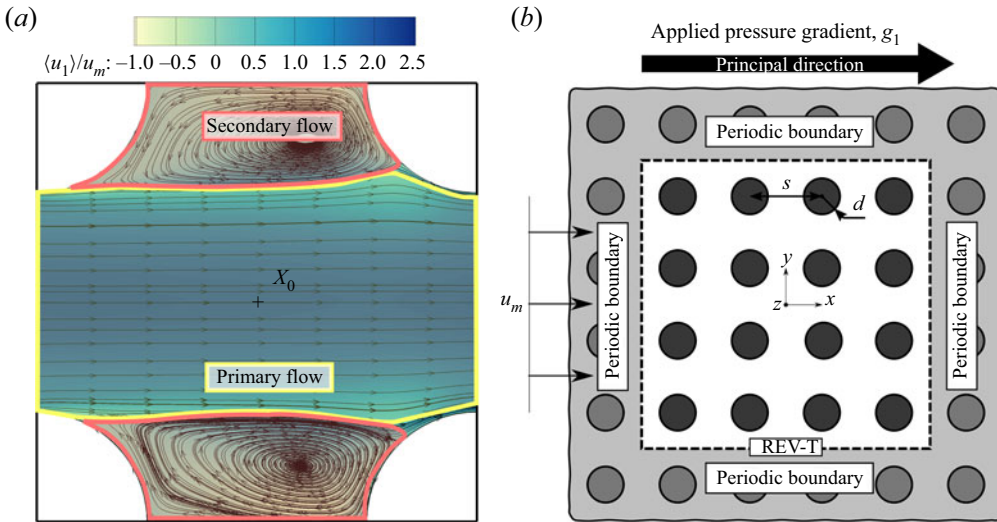 (a)
⟨u₁⟩/uₘ: –1.0 –0.5 0 0.5 1.0 1.5 2.0 2.5
Secondary flow
X₀
Primary flow
(b)
Applied pressure gradient, g₁
Principal direction
Periodic boundary
s
d
Periodic boundary
Periodic boundary
uₘ
y
z
x
REV-T
Periodic boundary